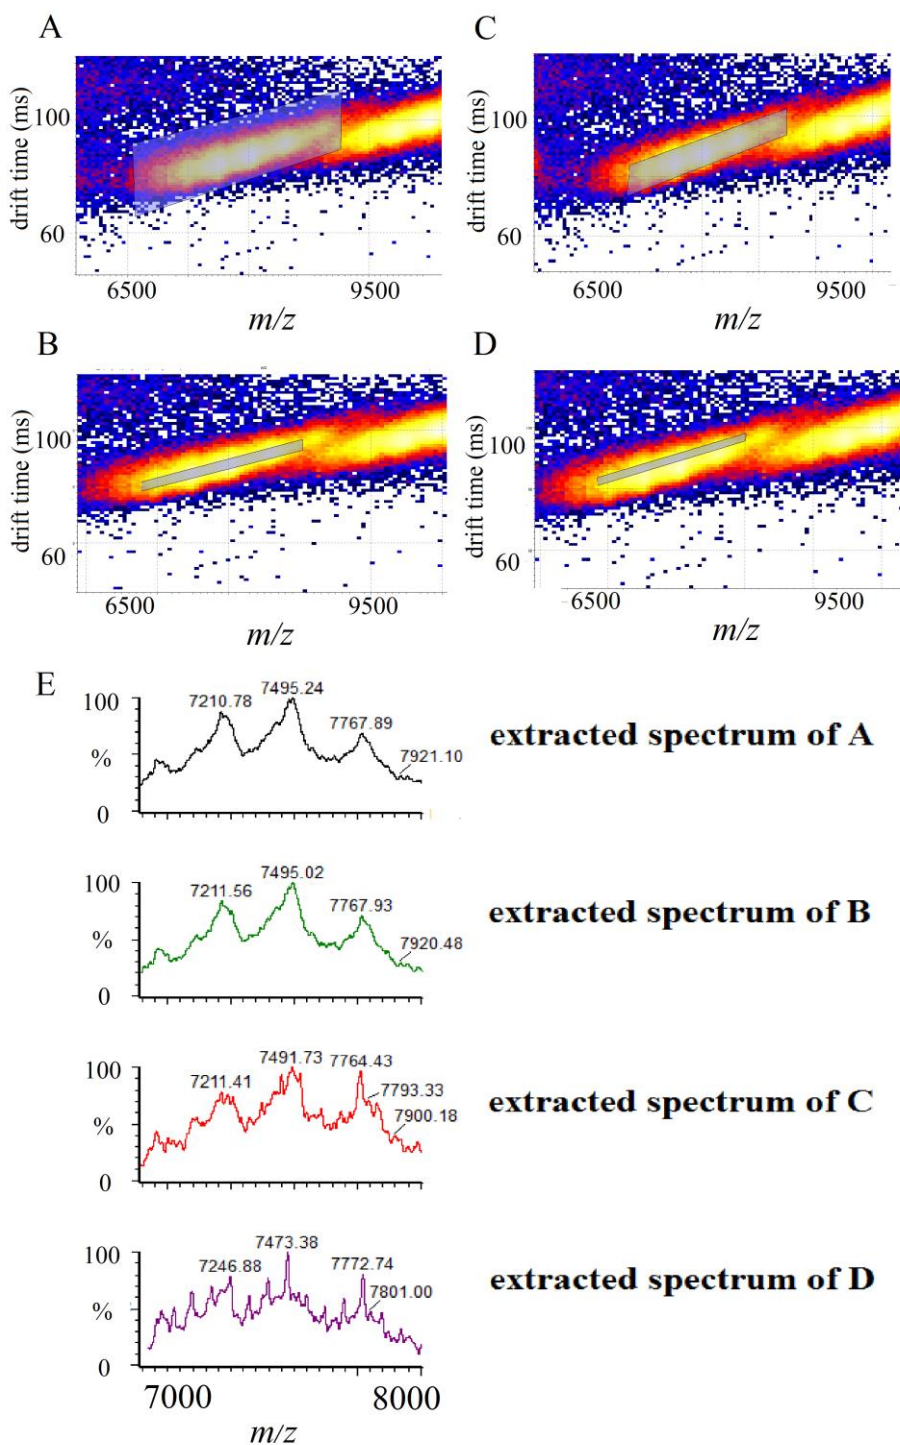 A
C
drift time (ms)
100
60
6500
9500
m/z
drift time (ms)
100
60
6500
9500
m/z
B
D
drift time (ms)
100
60
6500
9500
m/z
drift time (ms)
100
60
6500
9500
m/z
E
100
%
0
7210.78
7495.24
7767.89
7921.10
extracted spectrum of A
100
%
0
7211.56
7495.02
7767.93
7920.48
extracted spectrum of B
100
%
0
7211.41
7491.73
7764.43
7793.33
7900.18
extracted spectrum of C
100
%
0
7246.88
7473.38
7772.74
7801.00
extracted spectrum of D
7000
8000
m/z